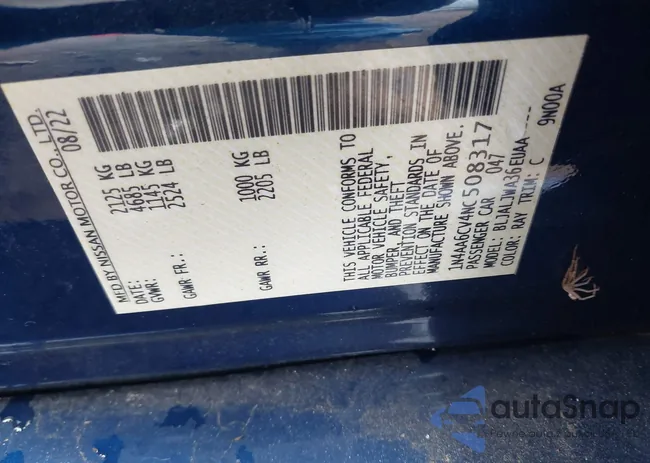 MFD BY NISSAN MOTOR CO., LTD.
DATE: 08/22
GVWR: 2125 KG
4685 LB
GAWR FR.: 1145 KG
2524 LB
GAWR RR.: 1000 KG
2205 LB
THIS VEHICLE CONFORMS TO
ALL APPLICABLE FEDERAL
MOTOR VEHICLE SAFETY,
BUMPER, AND THEFT
PREVENTION STANDARDS IN
EFFECT ON THE DATE OF
MANUFACTURE SHOWN ABOVE.
1N4AA6CV4NC508317
PASSENGER CAR 047
MODEL: BLJALJWA36EUAA----
COLOR: RAY TRIM: C 9N00A
autoSnap